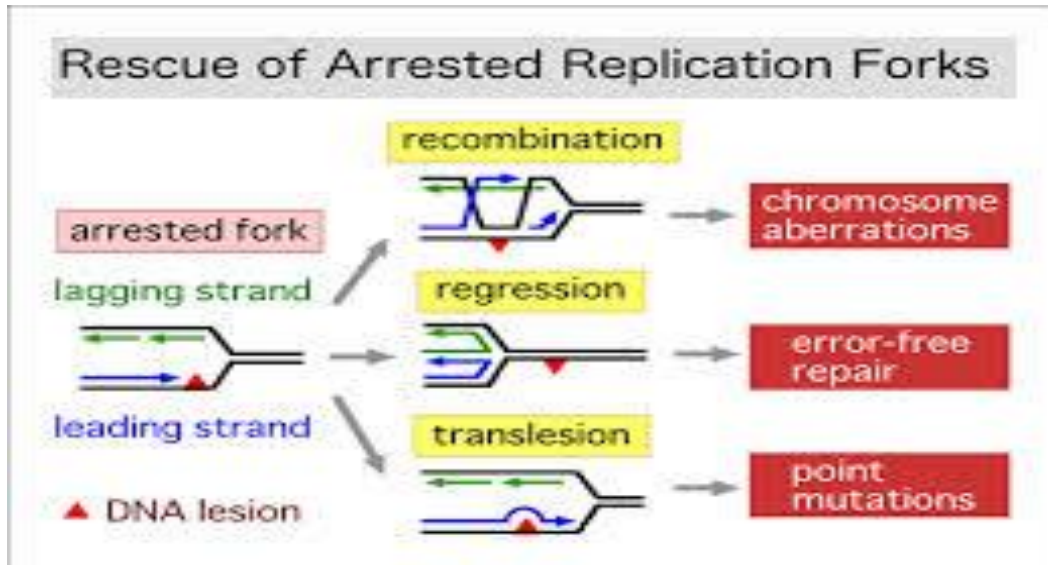 Rescue of Arrested Replication Forks
recombination
chromosome
aberrations
arrested fork
lagging strand
regression
error-free
repair
leading strand
translesion
point
mutations
DNA lesion